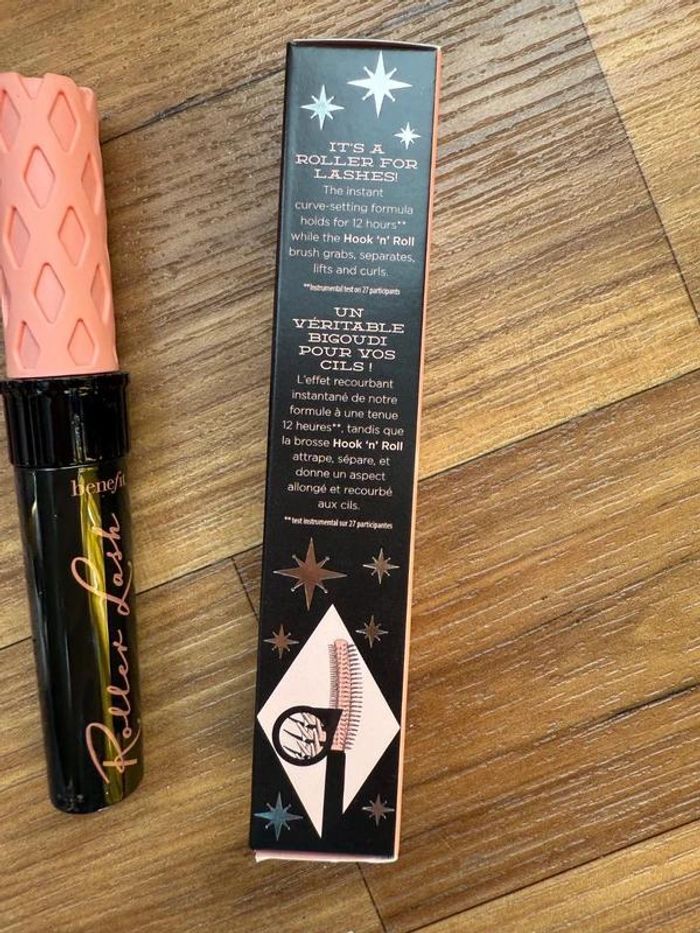 benefit
Roller Lash
IT'S A
ROLLER FOR
LASHES!
The instant
curve-setting formula
holds for 12 hours**
while the Hook 'n' Roll
brush grabs, separates,
lifts and curls.
**Instrumental test on 27 participants
UN
VÉRITABLE
BIGOUDI
POUR VOS
CILS !
L'effet recourbant
instantané de notre
formule à une tenue
12 heures**, tandis que
la brosse Hook 'n' Roll
attrape, sépare, et
donne un aspect
allongé et recourbé
aux cils.
** test instrumental sur 27 participantes